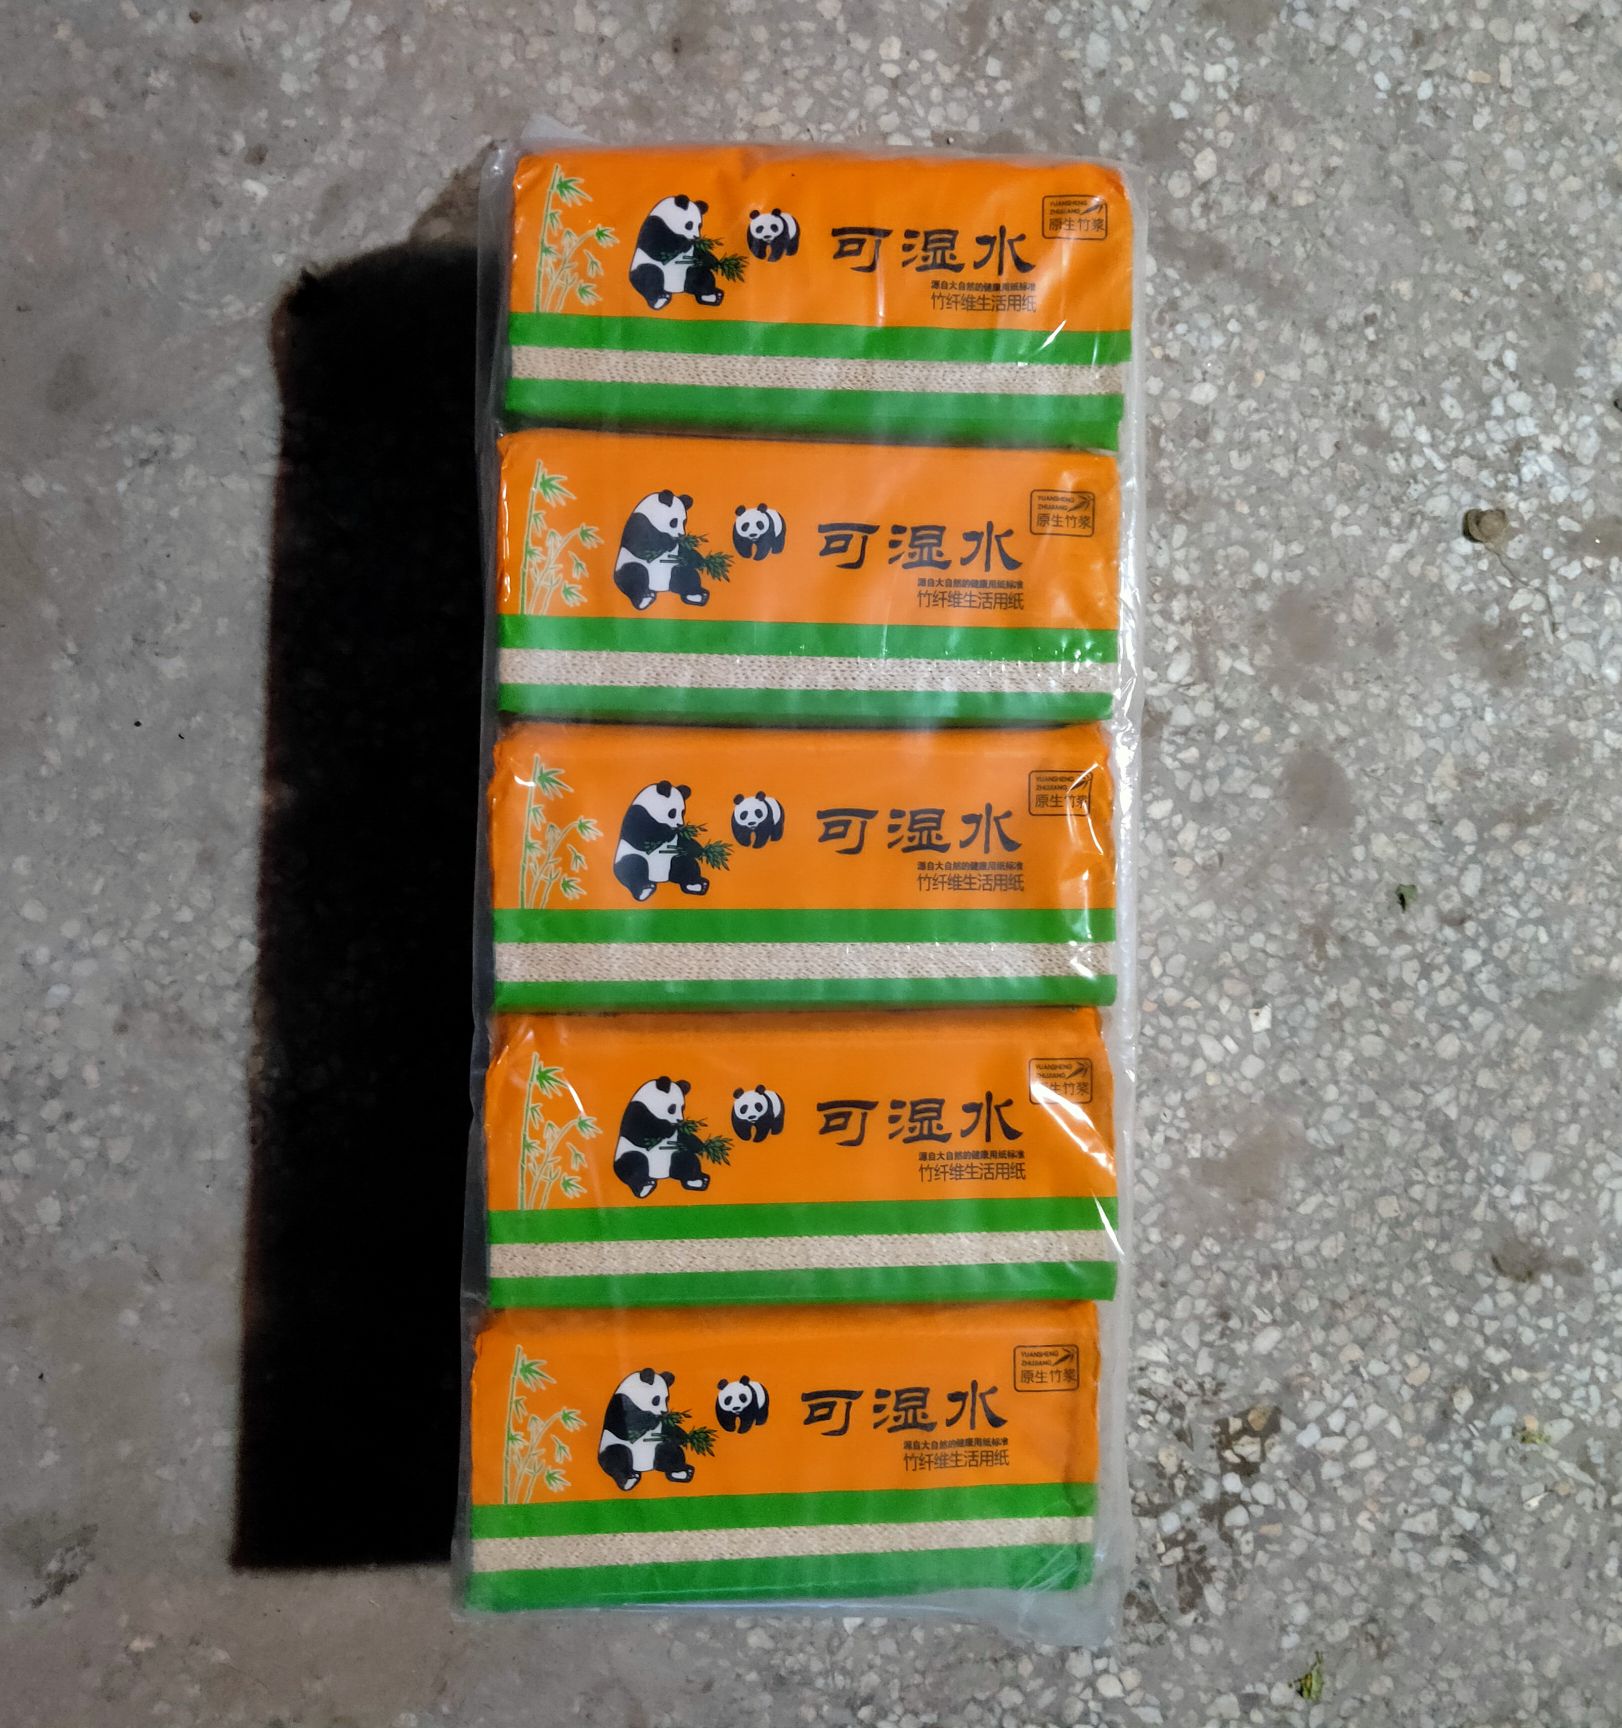 YUANSHENG
ZHUJIANG
原生竹浆
可湿水
源自大自然的健康用纸标准
竹纤维生活用纸
YUANSHENG
ZHUJIANG
原生竹浆
可湿水
源自大自然的健康用纸标准
竹纤维生活用纸
YUANSHENG
ZHUJIANG
原生竹浆
可湿水
源自大自然的健康用纸标准
竹纤维生活用纸
YUANSHENG
ZHUJIANG
原生竹浆
可湿水
源自大自然的健康用纸标准
竹纤维生活用纸
YUANSHENG
ZHUJIANG
原生竹浆
可湿水
源自大自然的健康用纸标准
竹纤维生活用纸